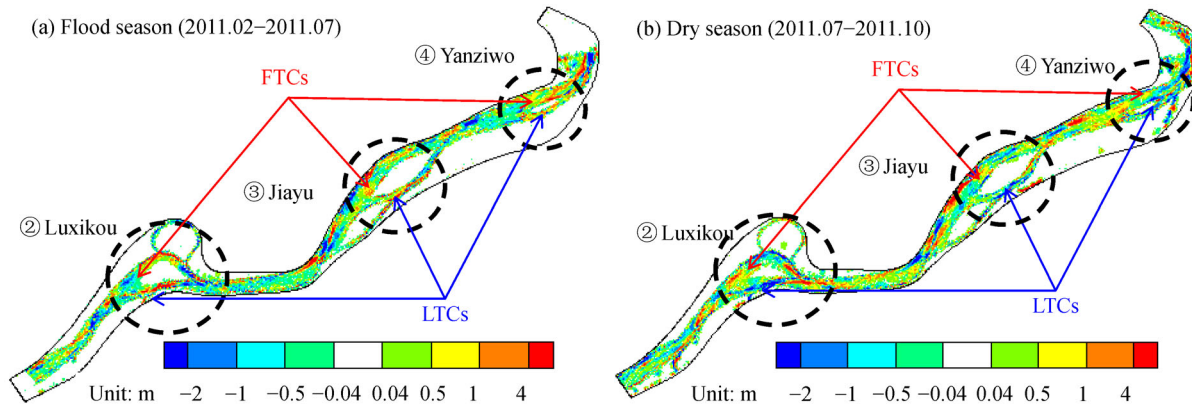 (a) Flood season (2011.02−2011.07)
④ Yanziwo
FTCs
③ Jiayu
② Luxikou
LTCs
Unit: m −2 −1 −0.5 −0.04 0.04 0.5 1 4
(b) Dry season (2011.07−2011.10)
④ Yanziwo
FTCs
③ Jiayu
② Luxikou
LTCs
Unit: m −2 −1 −0.5 −0.04 0.04 0.5 1 4